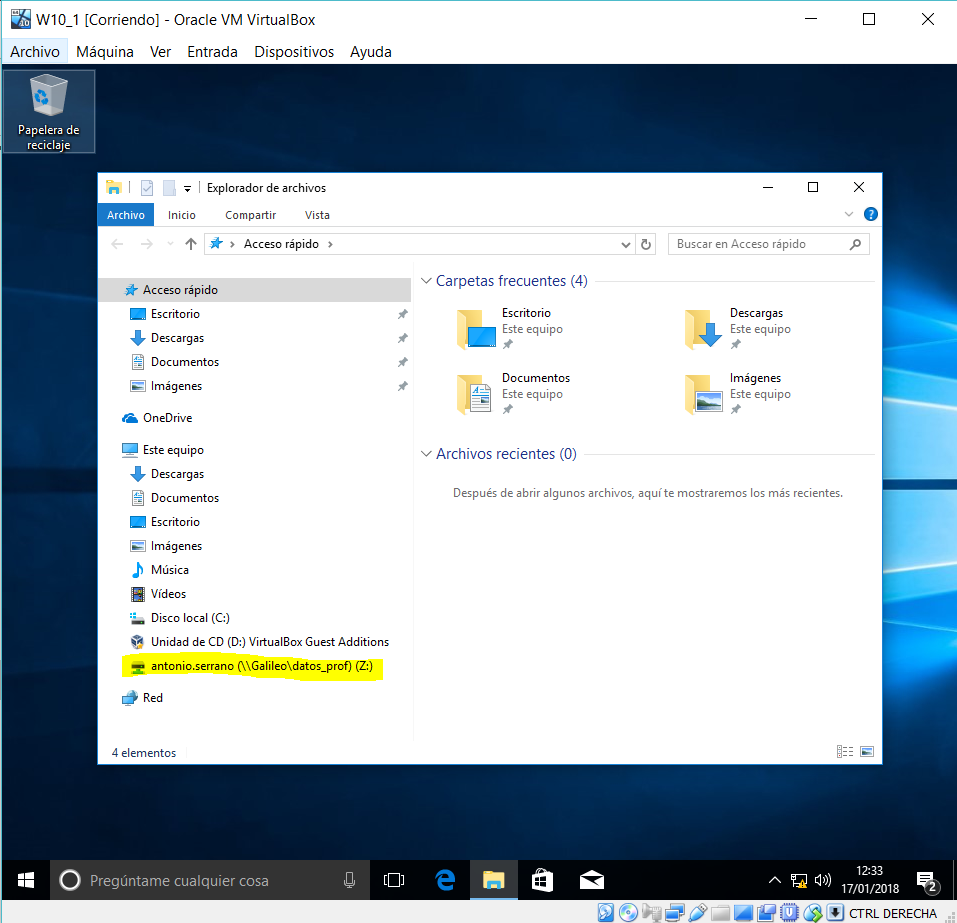 W10_1 [Corriendo] - Oracle VM VirtualBox
Archivo Máquina Ver Entrada Dispositivos Ayuda
Papelera de
reciclaje
Explorador de archivos
Archivo Inicio Compartir Vista
Acceso rápido
Buscar en Acceso rápido
Acceso rápido
Escritorio
Descargas
Documentos
Imágenes
OneDrive
Este equipo
Descargas
Documentos
Escritorio
Imágenes
Música
Vídeos
Disco local (C:)
Unidad de CD (D:) VirtualBox Guest Additions
antonio.serrano (\\Galileo\datos_prof) (Z:)
Red
Carpetas frecuentes (4)
Escritorio
Este equipo
Descargas
Este equipo
Documentos
Este equipo
Imágenes
Este equipo
Archivos recientes (0)
Después de abrir algunos archivos, aquí te mostraremos los más recientes.
4 elementos
Pregúntame cualquier cosa
12:33
17/01/2018
2
CTRL DERECHA